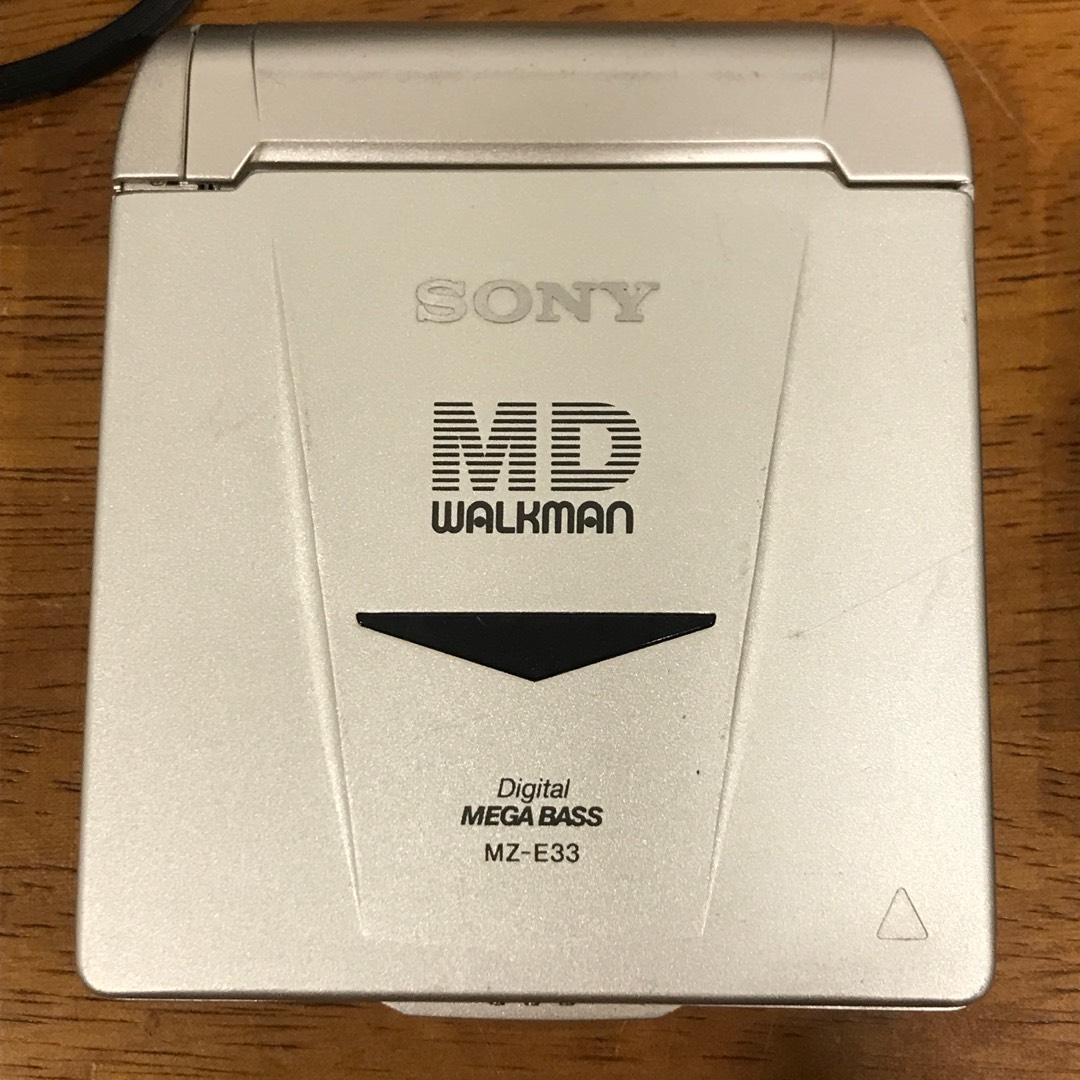 SONY
MD
WALKMAN
Digital
MEGA BASS
MZ-E33